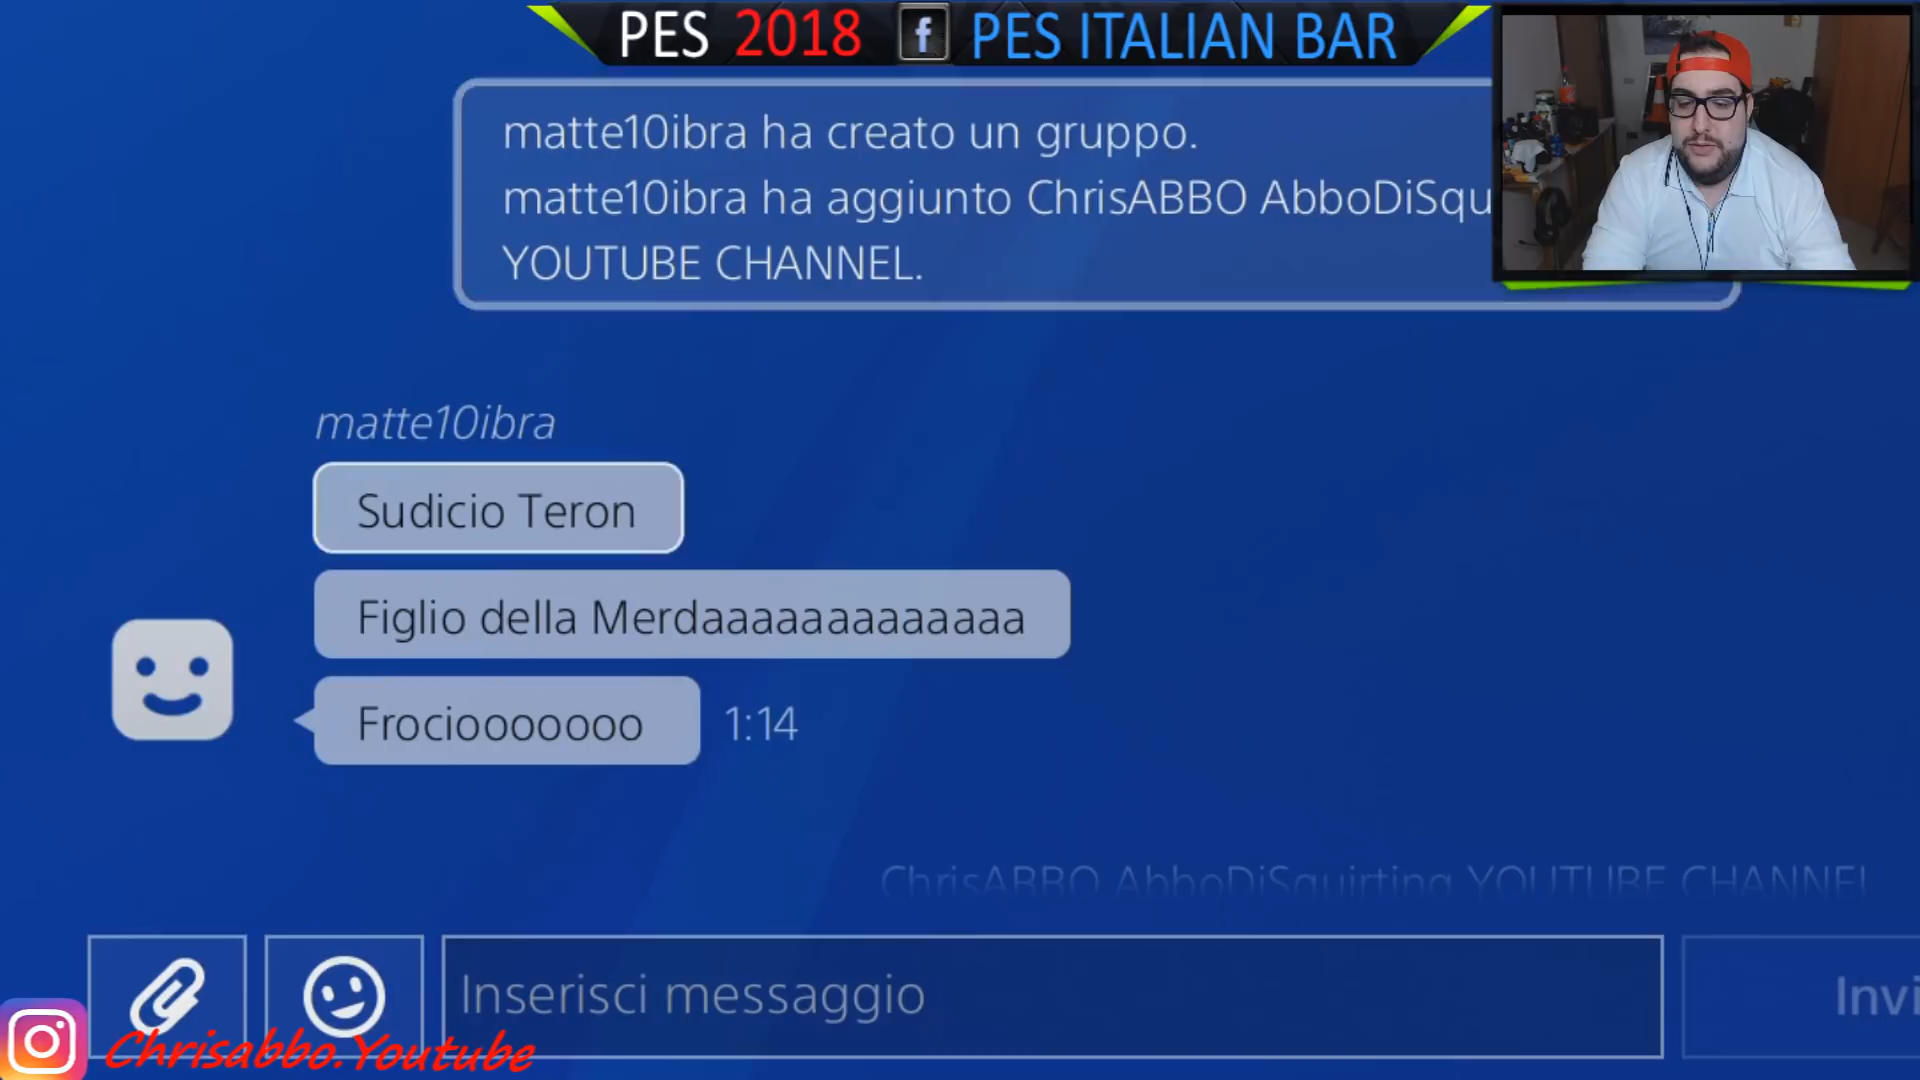 PES 2018 f PES ITALIAN BAR
matte10ibra ha creato un gruppo.
matte10ibra ha aggiunto ChrisABBO AbboDiSqu
YOUTUBE CHANNEL.
matte10ibra
Sudicio Teron
Figlio della Merdaaaaaaaaaaaaa
Frociooooooo 1:14
ChrisABBO AbboDiSquirting YOUTUBE CHANNEL
Inserisci messaggio
Invi
Chrisabbo.Youtube